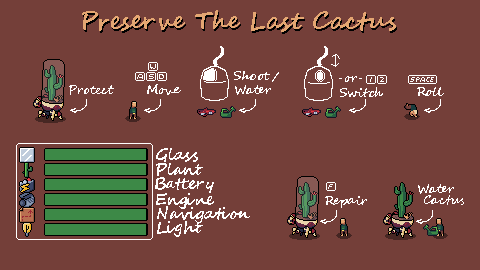 Preserve The Last Cactus
Protect
W
A S D
Move
Shoot/
Water
-or- 1 2
Switch
SPACE
Roll
Glass
Plant
Battery
Engine
Navigation
Light
F
Repair
Water
Cactus